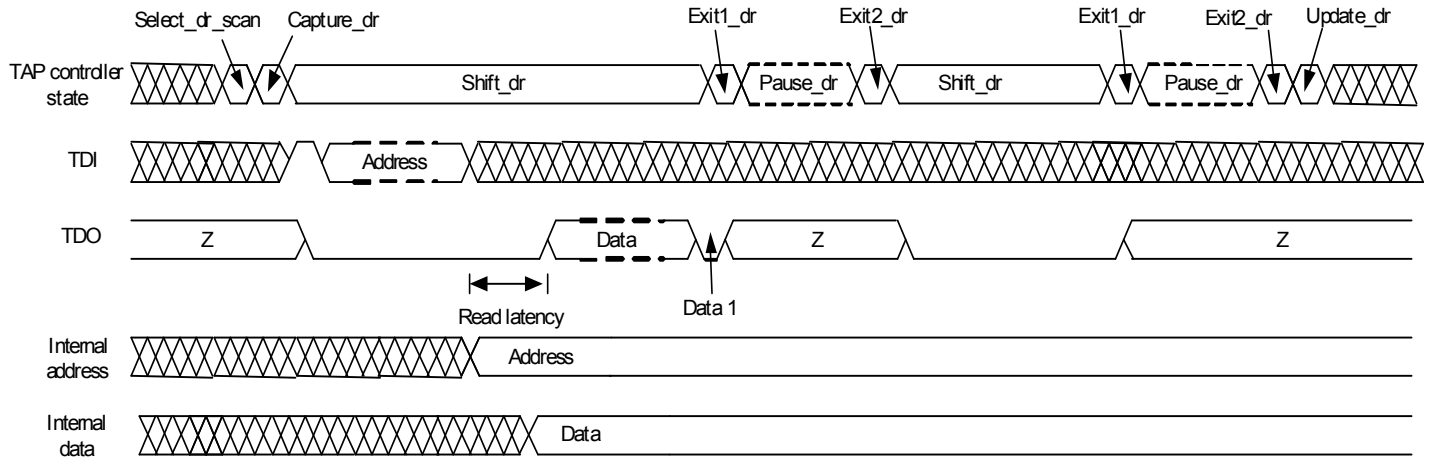 Select_dr_scan Capture_dr Exit1_dr Exit2_dr Exit1_dr Exit2_dr Update_dr
TAP controller
state
Shift_dr Pause_dr Shift_dr Pause_dr
TDI Address
TDO Z Data Z Z
Read latency Data 1
Internal
address
Address
Internal
data
Data